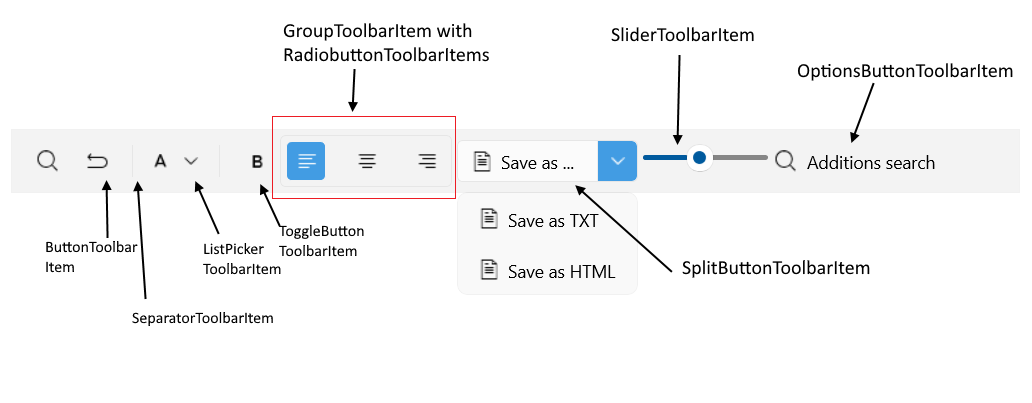 GroupToolbarItem with
RadiobuttonToolbarItems
SliderToolbarItem
OptionsButtonToolbarItem
A
B
Save as ...
Additions search
ButtonToolbar
Item
ListPicker
ToolbarItem
ToggleButton
ToolbarItem
Save as TXT
Save as HTML
SplitButtonToolbarItem
SeparatorToolbarItem